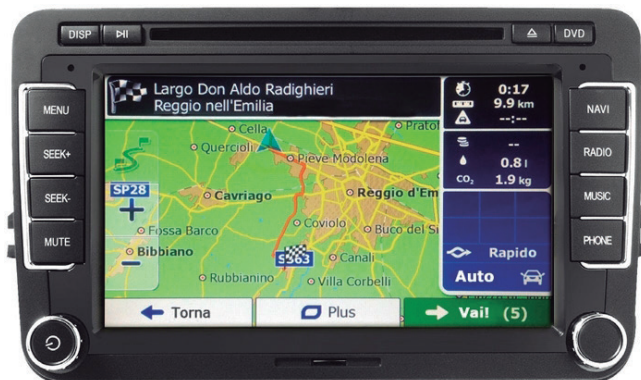 DISP
DVD
MENU
SEEK+
SEEK-
MUTE
NAVI
RADIO
MUSIC
PHONE
Largo Don Aldo Radighieri
Reggio nell'Emilia
0:17
9.9 km
--:--
--
0.8 l
CO₂ 1.9 kg
Cella
Quercioli
Pieve Modolena
SP28
Cavriago
Reggio d'Em
Fossa Barco
Coviolo
Buco del Si
Bibbiano
S363
Canali
Rubbianino
Villa Corbelli
Rapido
Auto
Torna
Plus
Vai! (5)